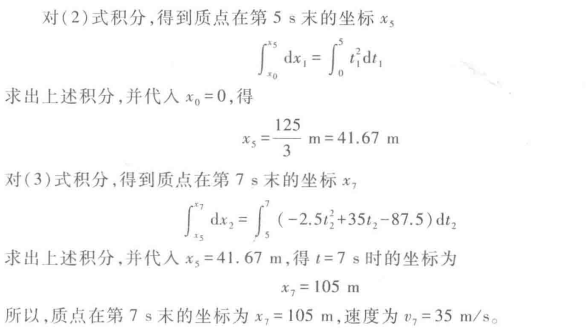 对(2)式积分,得到质点在第 5 s 末的坐标 x₅
∫_{x₀}^{x₅} dx₁ = ∫_{0}^{5} t₁² dt₁
求出上述积分,并代入 x₀ = 0,得
x₅ = 125/3 m = 41.67 m
对(3)式积分,得到质点在第 7 s 末的坐标 x₇
∫_{x₅}^{x₇} dx₂ = ∫_{5}^{7} (-2.5t₂²+35t₂-87.5) dt₂
求出上述积分,并代入 x₅ = 41.67 m,得 t = 7 s 时的坐标为
x₇ = 105 m
所以,质点在第 7 s 末的坐标为 x₇ = 105 m,速度为 v₇ = 35 m/s。